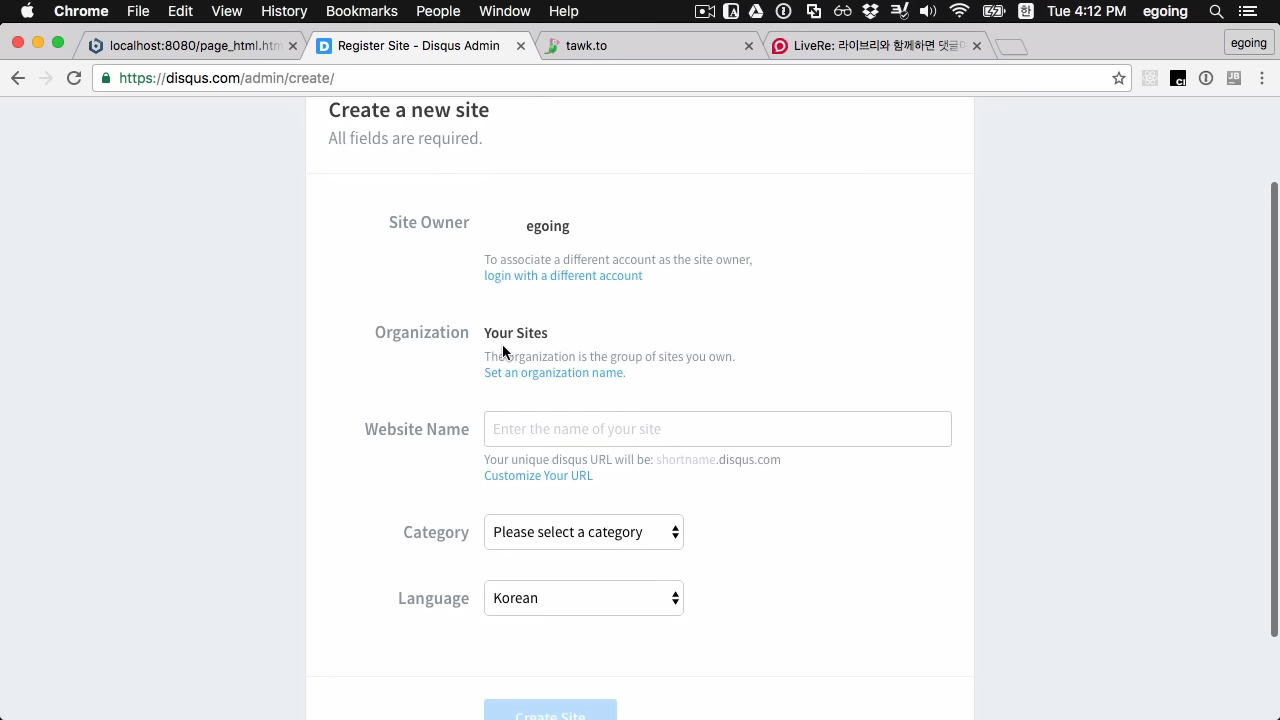 Chrome File Edit View History Bookmarks People Window Help Tue 4:12 PM egoing
localhost:8080/page_html.htm
Register Site - Disqus Admin
tawk.to
LiveRe: 라이브리와 함께하면 댓글이
egoing
https://disqus.com/admin/create/
Create a new site
All fields are required.
Site Owner
egoing
To associate a different account as the site owner,
login with a different account
Organization
Your Sites
The organization is the group of sites you own.
Set an organization name.
Website Name
Enter the name of your site
Your unique disqus URL will be: shortname.disqus.com
Customize Your URL
Category
Please select a category
Language
Korean
Create Site